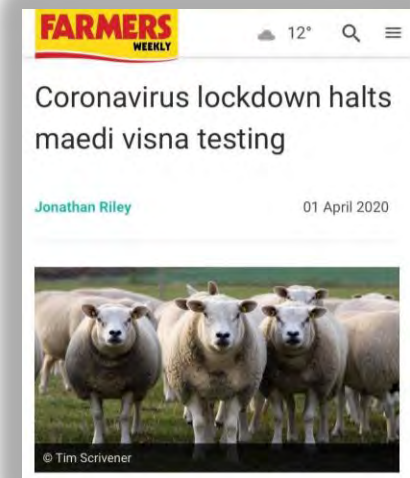 FARMERS
WEEKLY
12°
Coronavirus lockdown halts
maedi visna testing
Jonathan Riley 01 April 2020
© Tim Scrivener